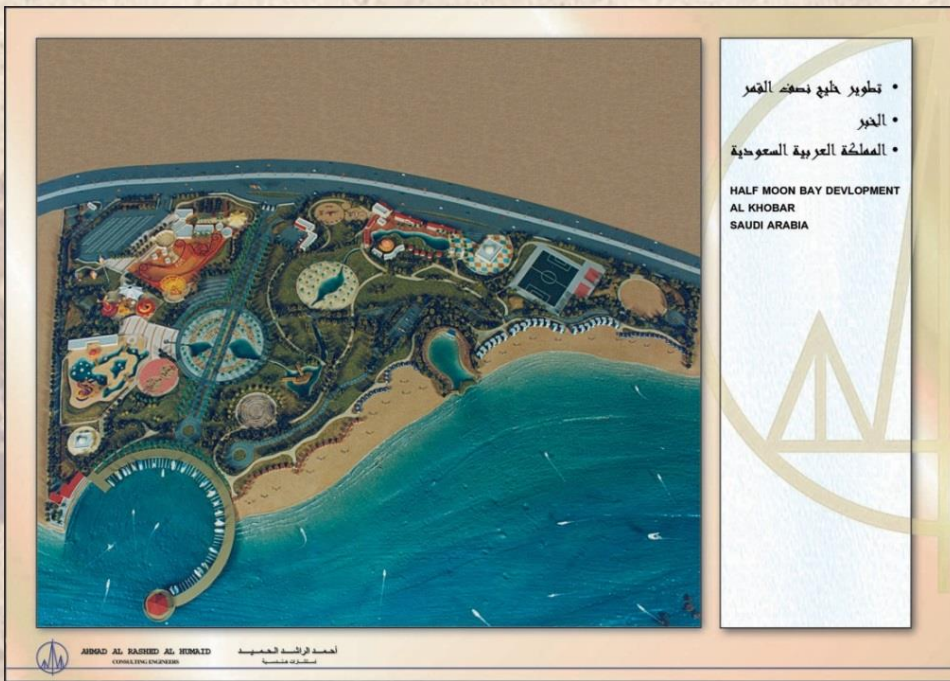 • تطوير خليج نصف القمر
• الخبر
• المملكة العربية السعودية
HALF MOON BAY DEVLOPMENT
AL KHOBAR
SAUDI ARABIA
AHMAD AL RASHED AL HUMAID
CONSULTING ENGINEERS
أحمد الراشد الحميد